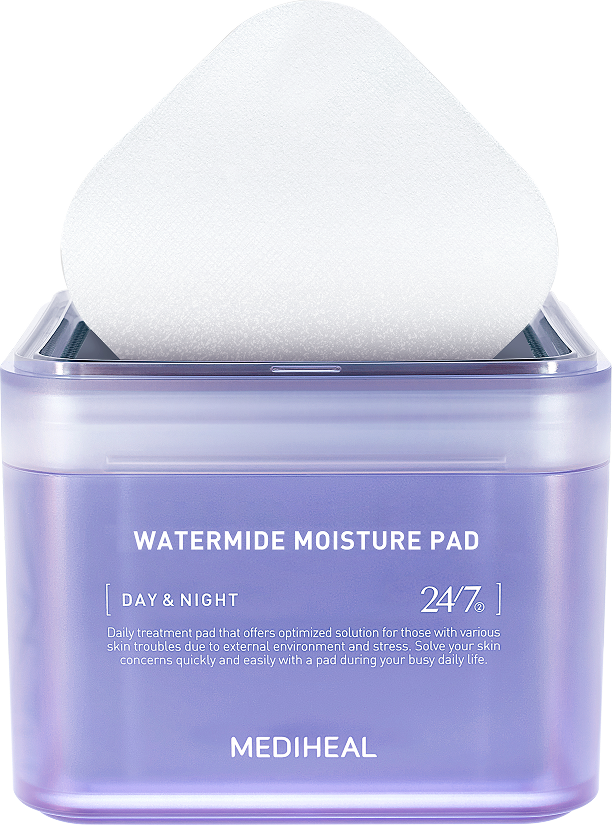 WATERMIDE MOISTURE PAD
[ DAY & NIGHT 24/7② ]
Daily treatment pad that offers optimized solution for those with various
skin troubles due to external environment and stress. Solve your skin
concerns quickly and easily with a pad during your busy daily life.
MEDIHEAL